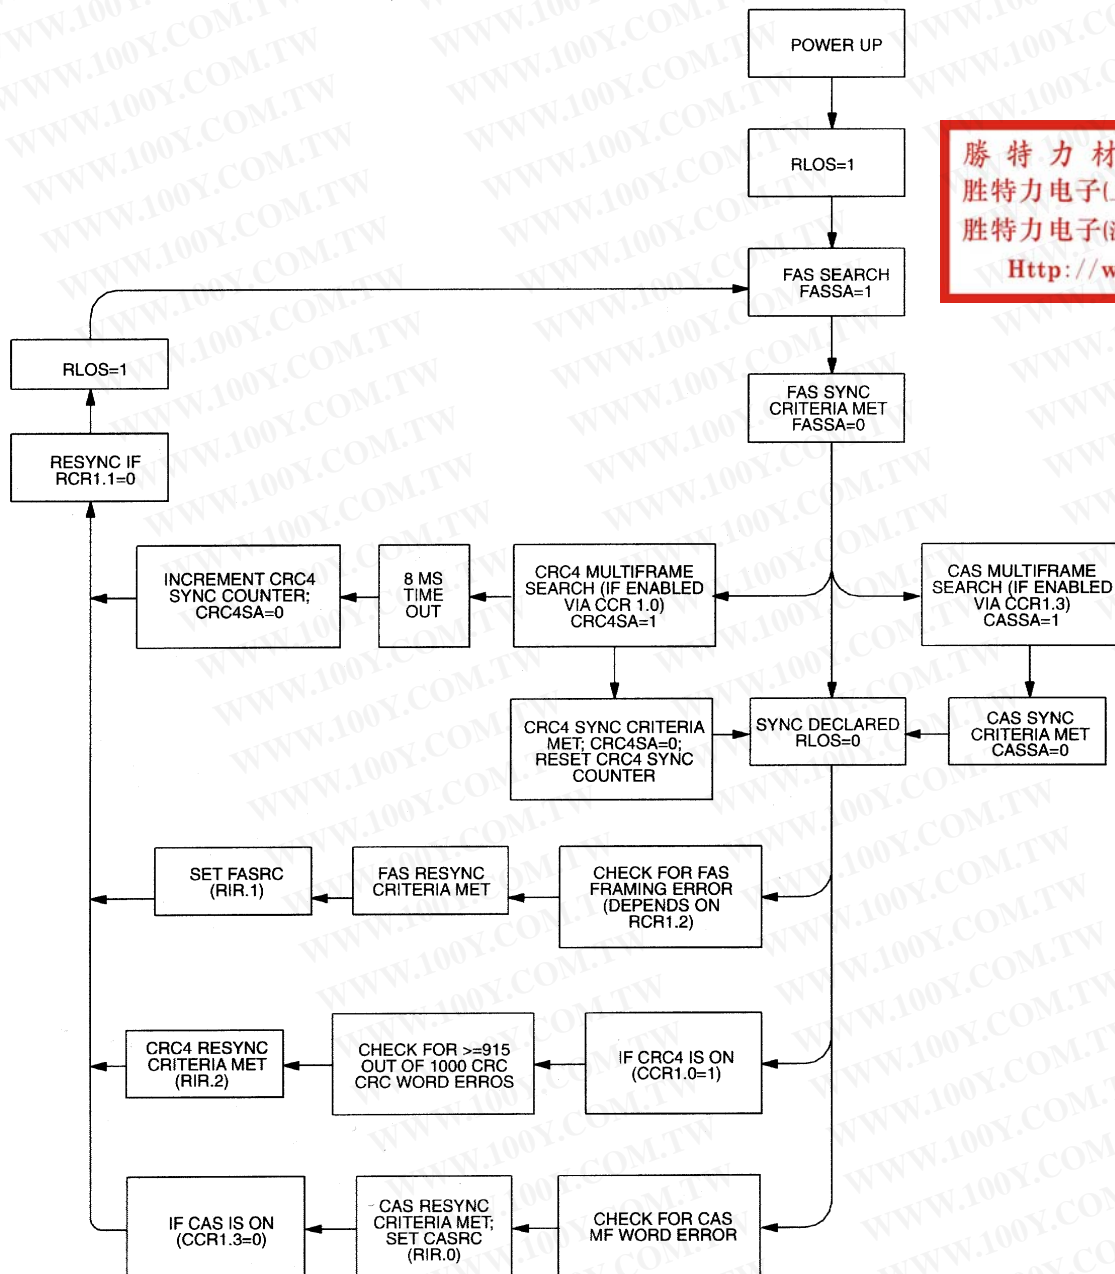 POWER UP
RLOS=1
勝 特 力 材
胜特力电子(
胜特力电子(
Http://w
FAS SEARCH
FASSA=1
RLOS=1
FAS SYNC
CRITERIA MET
FASSA=0
RESYNC IF
RCR1.1=0
INCREMENT CRC4
SYNC COUNTER;
CRC4SA=0
8 MS
TIME
OUT
CRC4 MULTIFRAME
SEARCH (IF ENABLED
VIA CCR 1.0)
CRC4SA=1
CAS MULTIFRAME
SEARCH (IF ENABLED
VIA CCR1.3)
CASSA=1
CRC4 SYNC CRITERIA
MET; CRC4SA=0;
RESET CRC4 SYNC
COUNTER
SYNC DECLARED
RLOS=0
CAS SYNC
CRITERIA MET
CASSA=0
SET FASRC
(RIR.1)
FAS RESYNC
CRITERIA MET
CHECK FOR FAS
FRAMING ERROR
(DEPENDS ON
RCR1.2)
CRC4 RESYNC
CRITERIA MET
(RIR.2)
CHECK FOR >=915
OUT OF 1000 CRC
CRC WORD ERROS
IF CRC4 IS ON
(CCR1.0=1)
IF CAS IS ON
(CCR1.3=0)
CAS RESYNC
CRITERIA MET;
SET CASRC
(RIR.0)
CHECK FOR CAS
MF WORD ERROR
WWW.100Y.COM.TW